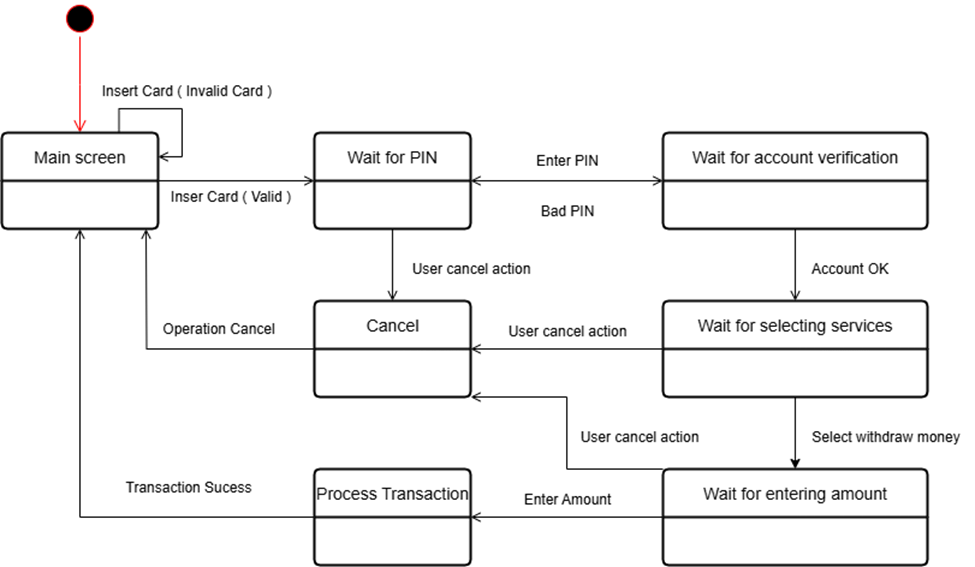 Insert Card ( Invalid Card )
Main screen
Wait for PIN
Enter PIN
Wait for account verification
Inser Card ( Valid )
Bad PIN
User cancel action
Account OK
Operation Cancel
Cancel
User cancel action
Wait for selecting services
User cancel action
Select withdraw money
Transaction Sucess
Process Transaction
Enter Amount
Wait for entering amount